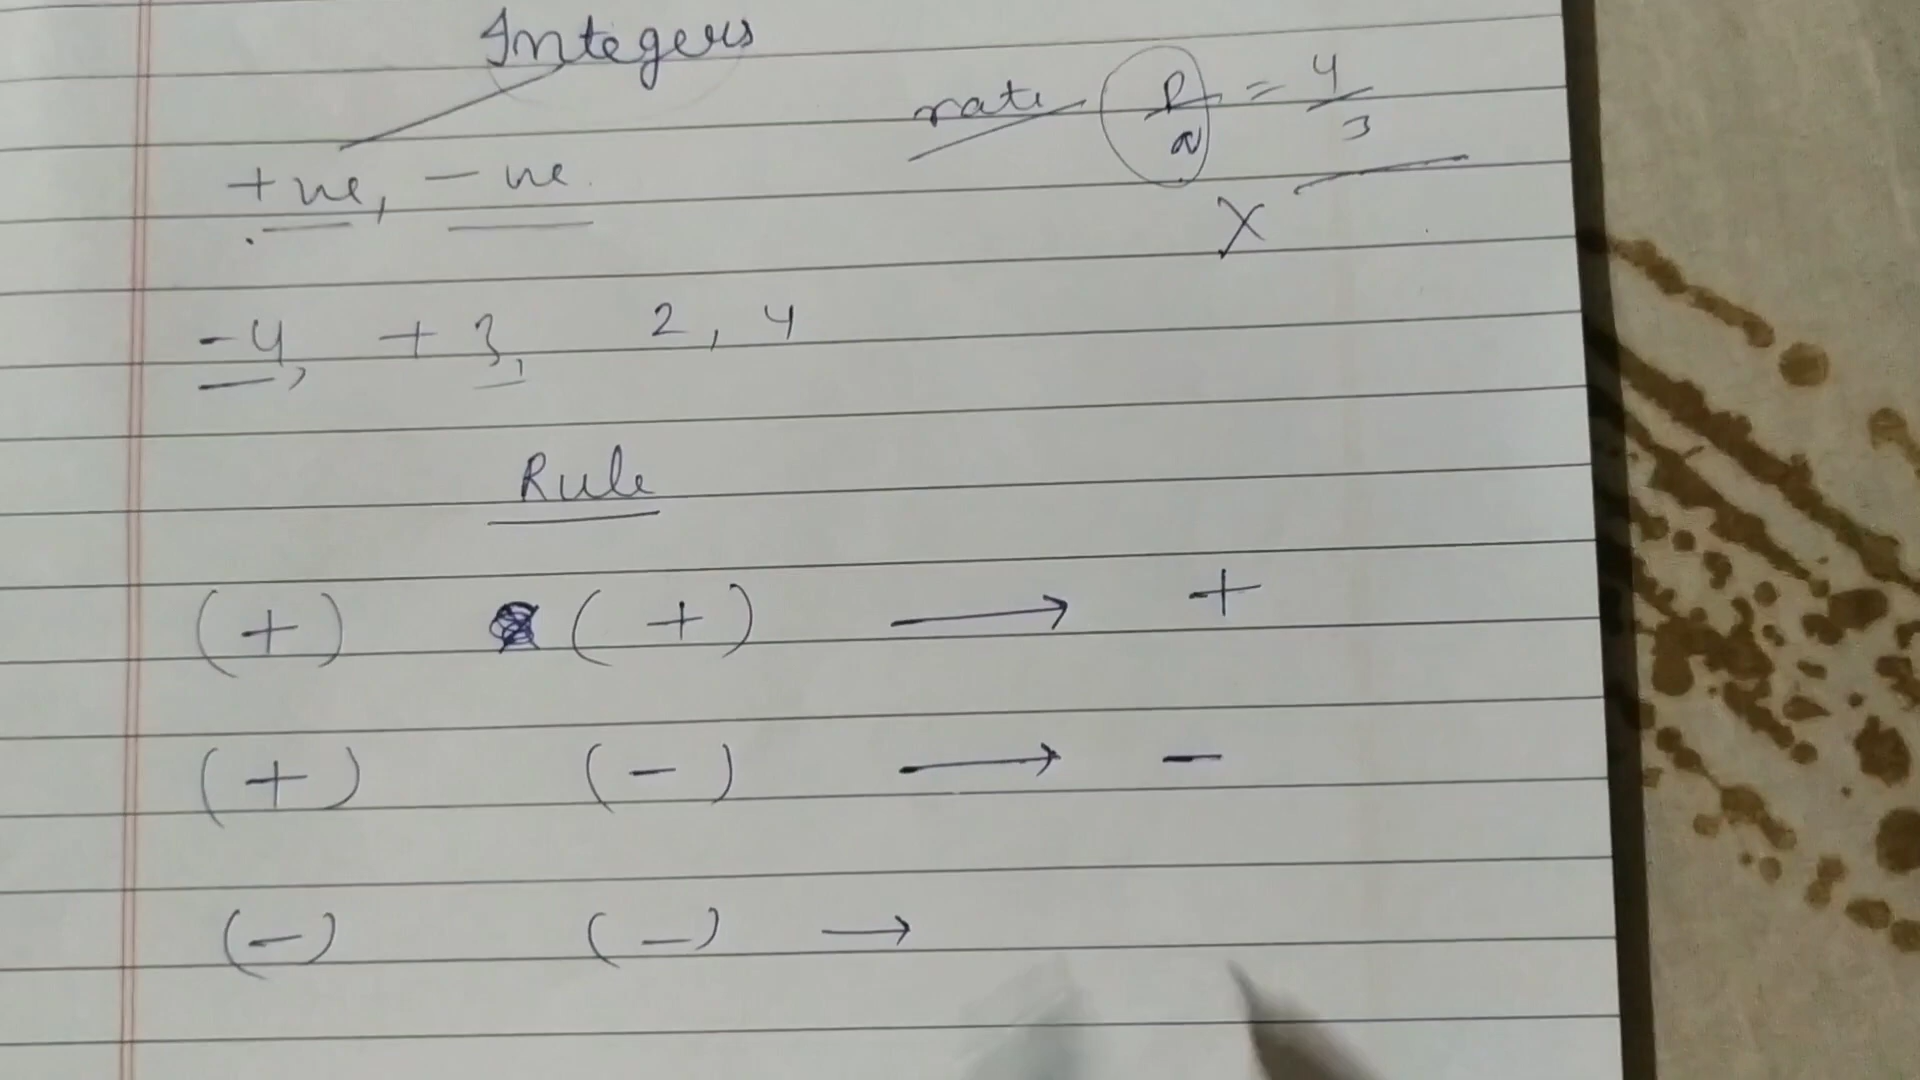 Integers
rate P/q = 4/3
+ve, -ve
X
-4, +3, 2, 4
Rule
(+) (+) → +
(+) (-) → -
(-) (-) →